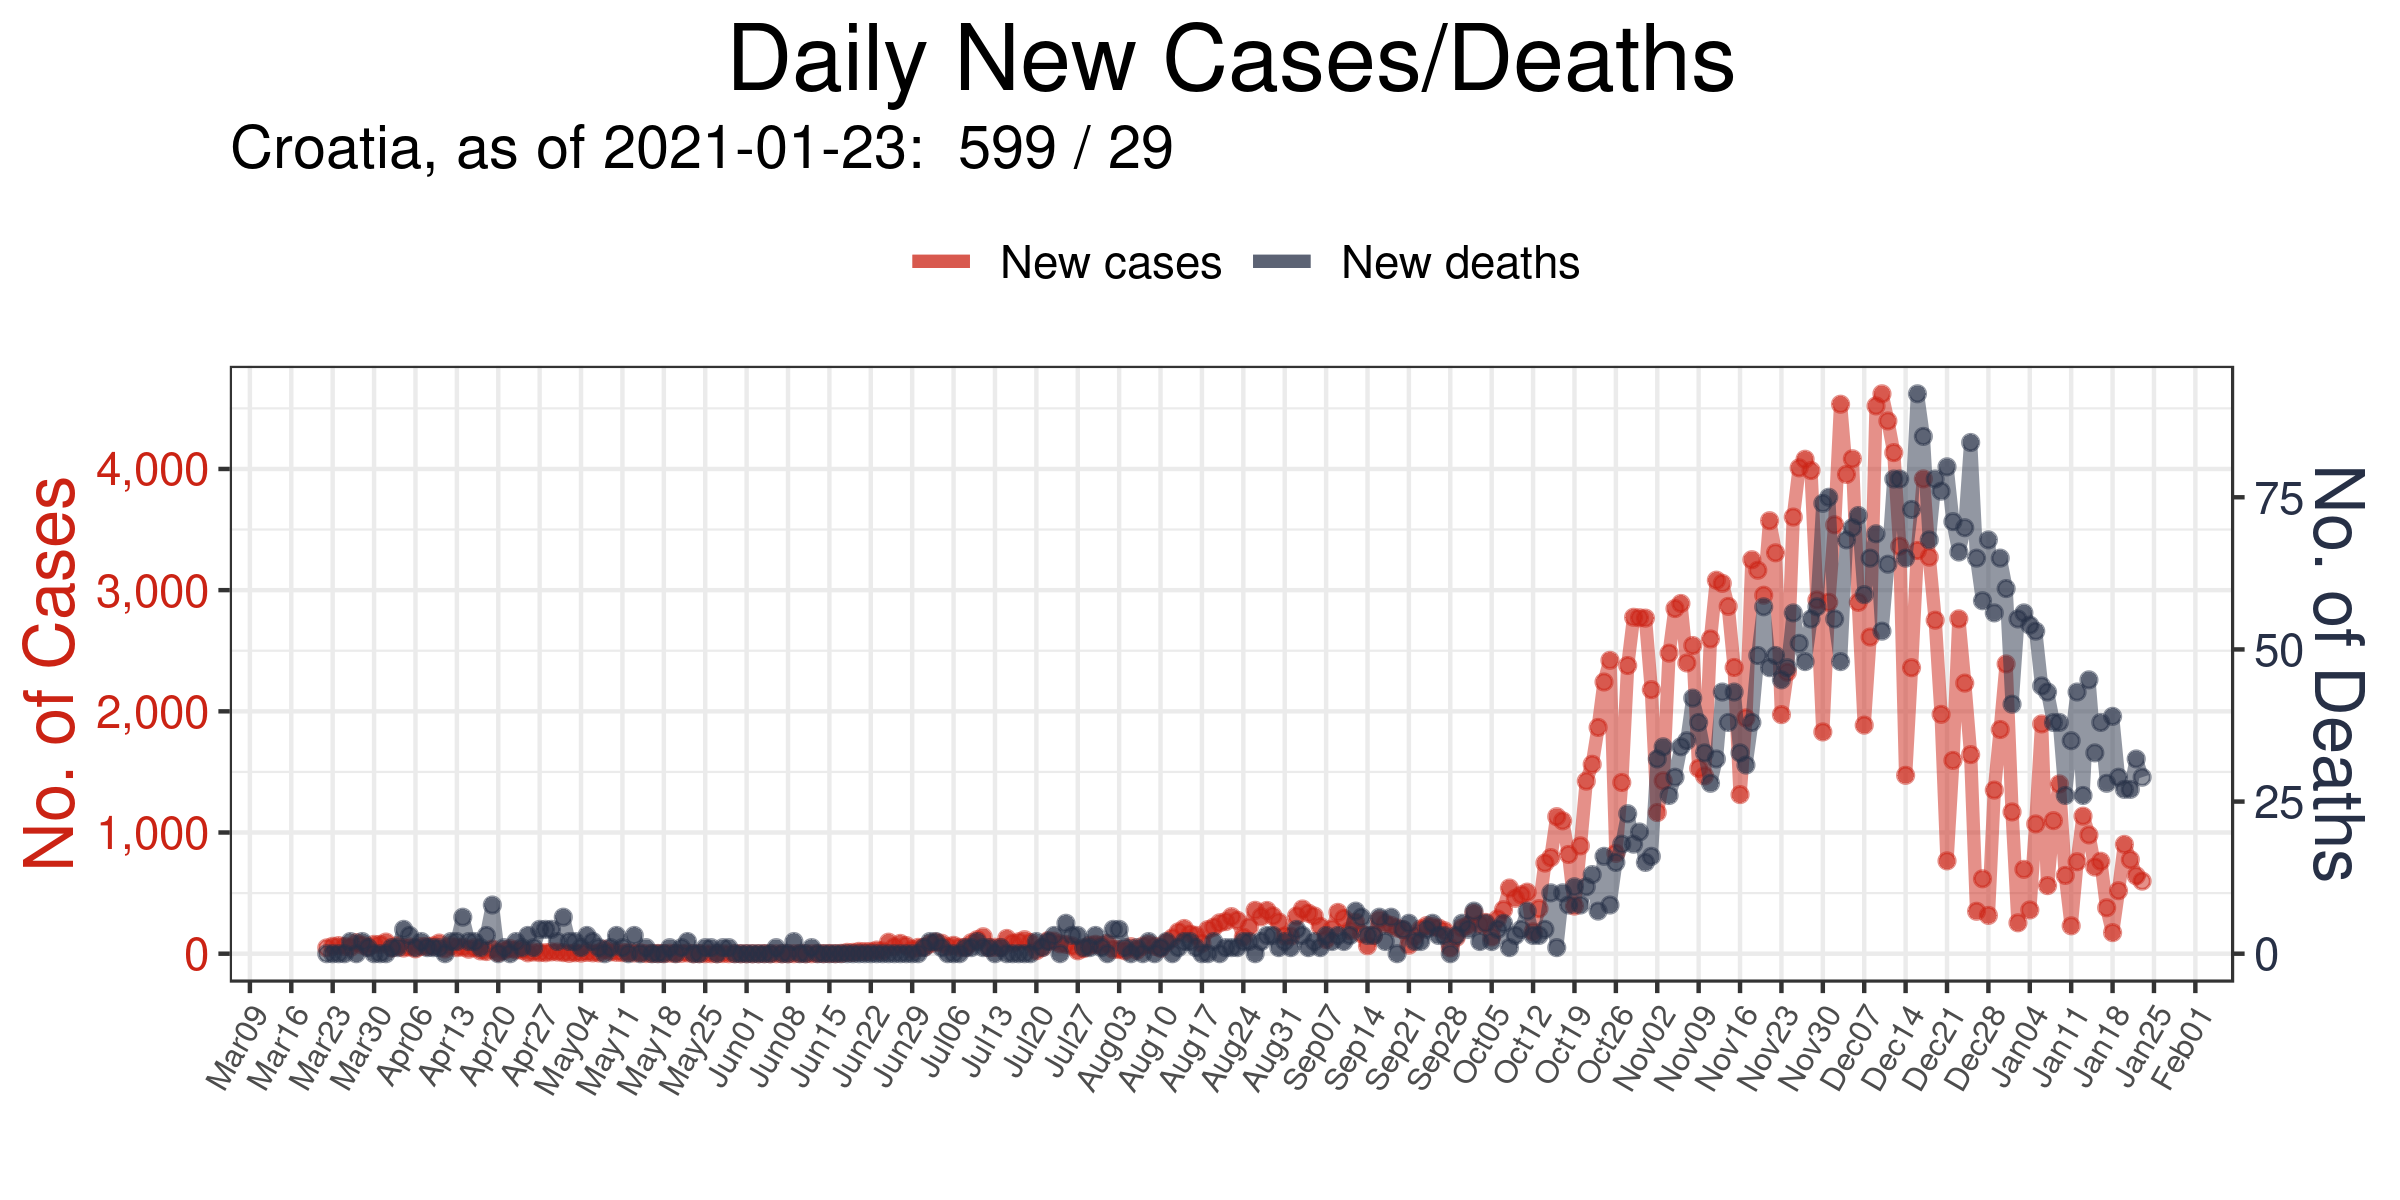 Daily New Cases/Deaths
Croatia, as of 2021-01-23:  599 / 29
New cases New deaths
No. of Cases
4,000
3,000
2,000
1,000
0
75
50
25
0
No. of Deaths
Mar09 Mar16 Mar23 Mar30 Apr06 Apr13 Apr20 Apr27 May04 May11 May18 May25 Jun01 Jun08 Jun15 Jun22 Jun29 Jul06 Jul13 Jul20 Jul27 Aug03 Aug10 Aug17 Aug24 Aug31 Sep07 Sep14 Sep21 Sep28 Oct05 Oct12 Oct19 Oct26 Nov02 Nov09 Nov16 Nov23 Nov30 Dec07 Dec14 Dec21 Dec28 Jan04 Jan11 Jan18 Jan25 Feb01